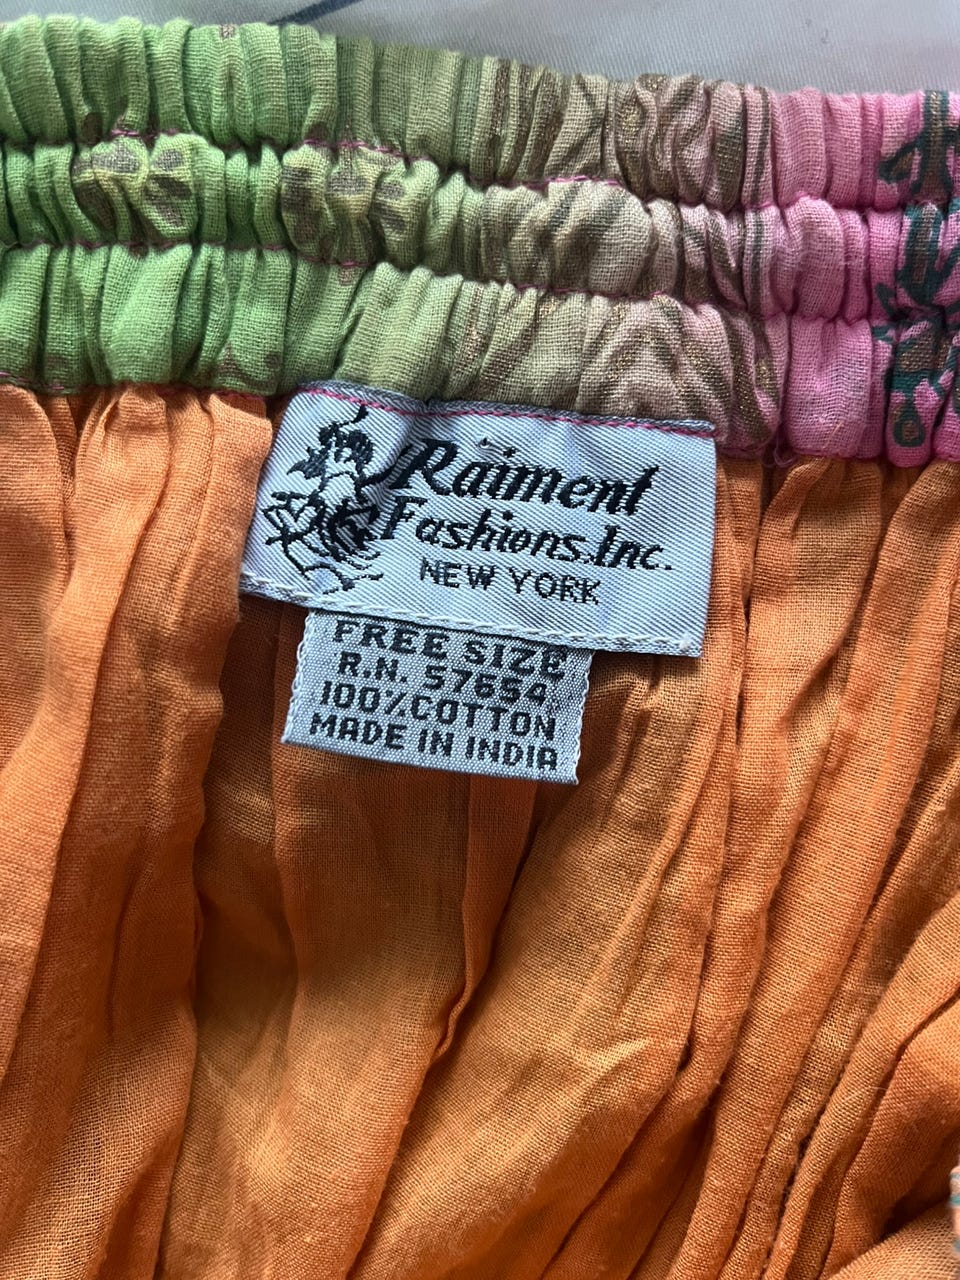 Raiment
Fashions.Inc.
NEW YORK
FREE SIZE
R.N. 57654
100%COTTON
MADE IN INDIA